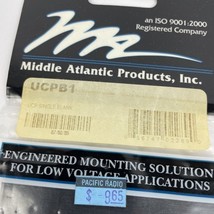 an ISO 9001:2000
Registered Company
Middle Atlantic Products, Inc.
UCPB1
ENGINEERED MOUNTING SOLUTION
FOR LOW VOLTAGE APPLICATIONS
PACIFIC RADIO
$ 9.65